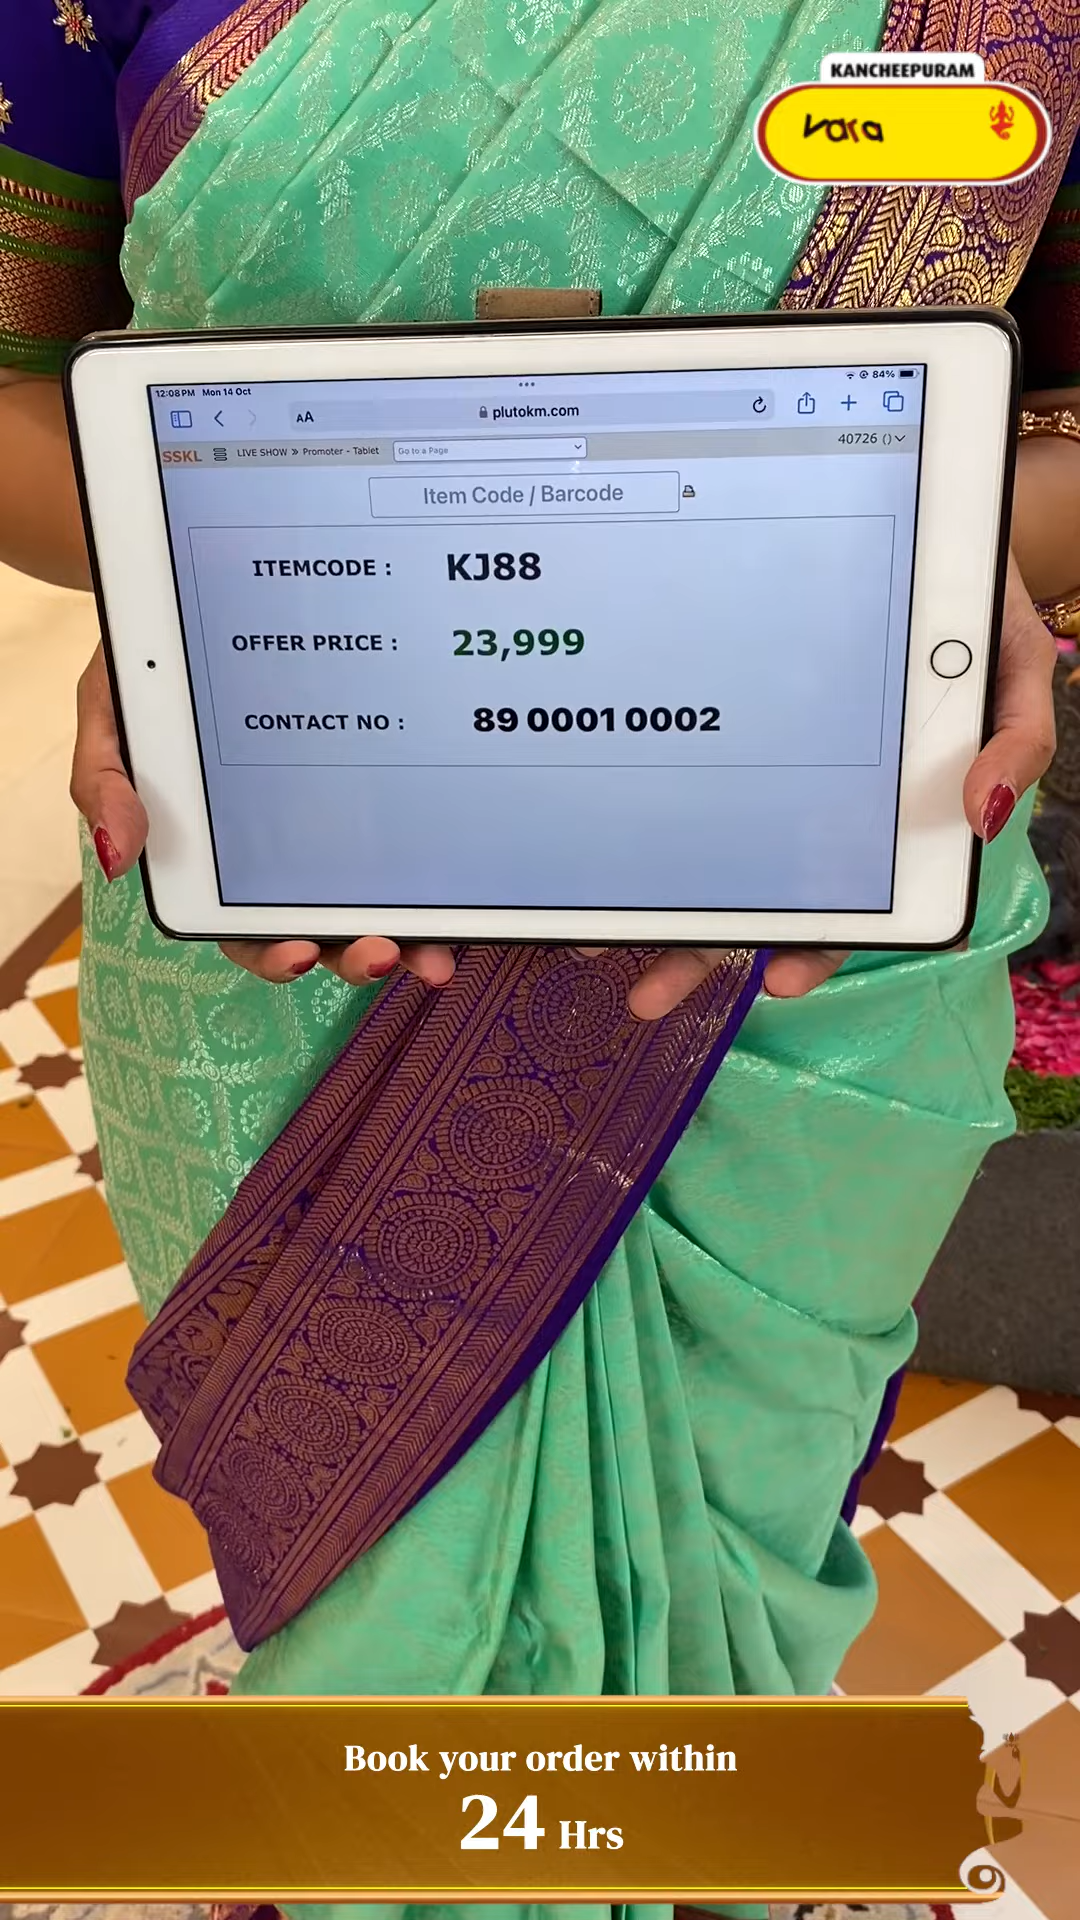 KANCHEEPURAM
vara
12:08 PM Mon 14 Oct
84%
AA
plutokm.com
SSKL
LIVE SHOW » Promoter - Tablet
Go to a Page
40726 ()
Item Code / Barcode
ITEMCODE : KJ88
OFFER PRICE : 23,999
CONTACT NO : 89 0001 0002
Book your order within
24 Hrs